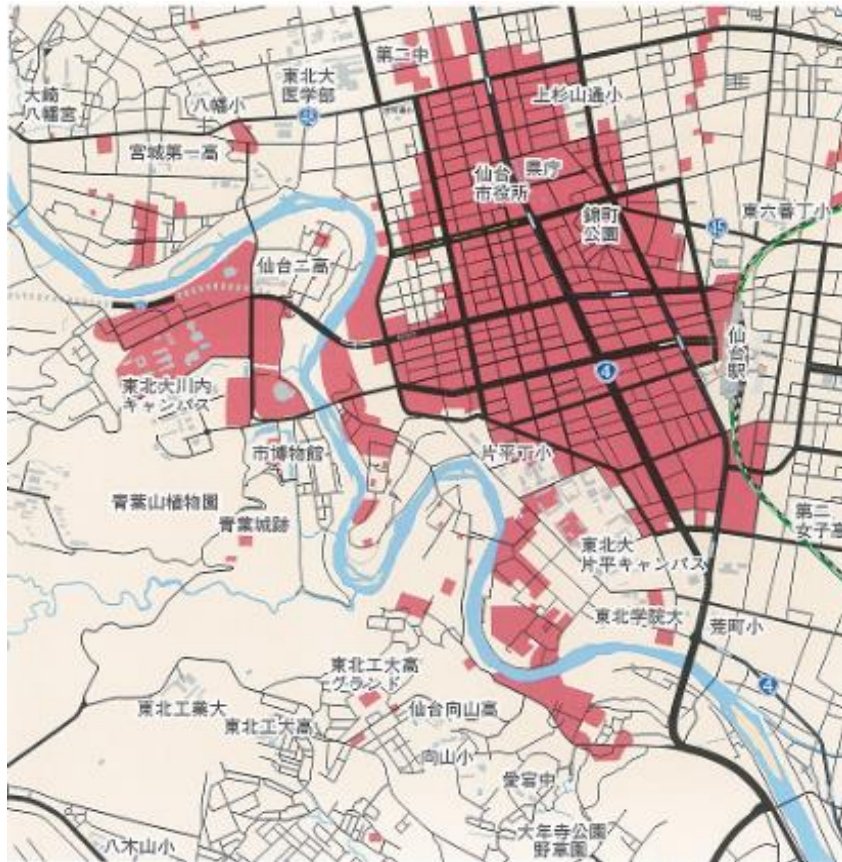 第二中
東北大
医学部
上杉山通小
大崎
八幡宮
八幡小
48
宮城第一高
県庁
仙台
市役所
錦町
公園
東六番丁小
45
仙台二高
仙台駅
4
東北大川内
キャンパス
市博物館
片平丁小
青葉山植物園
青葉城跡
第二
女子高
東北大
片平キャンパス
東北学院大
荒町小
4
東北工大高
グランド
東北工業大
東北工大高
仙台向山高
向山小
愛宕中
八木山小
大年寺公園
野草園